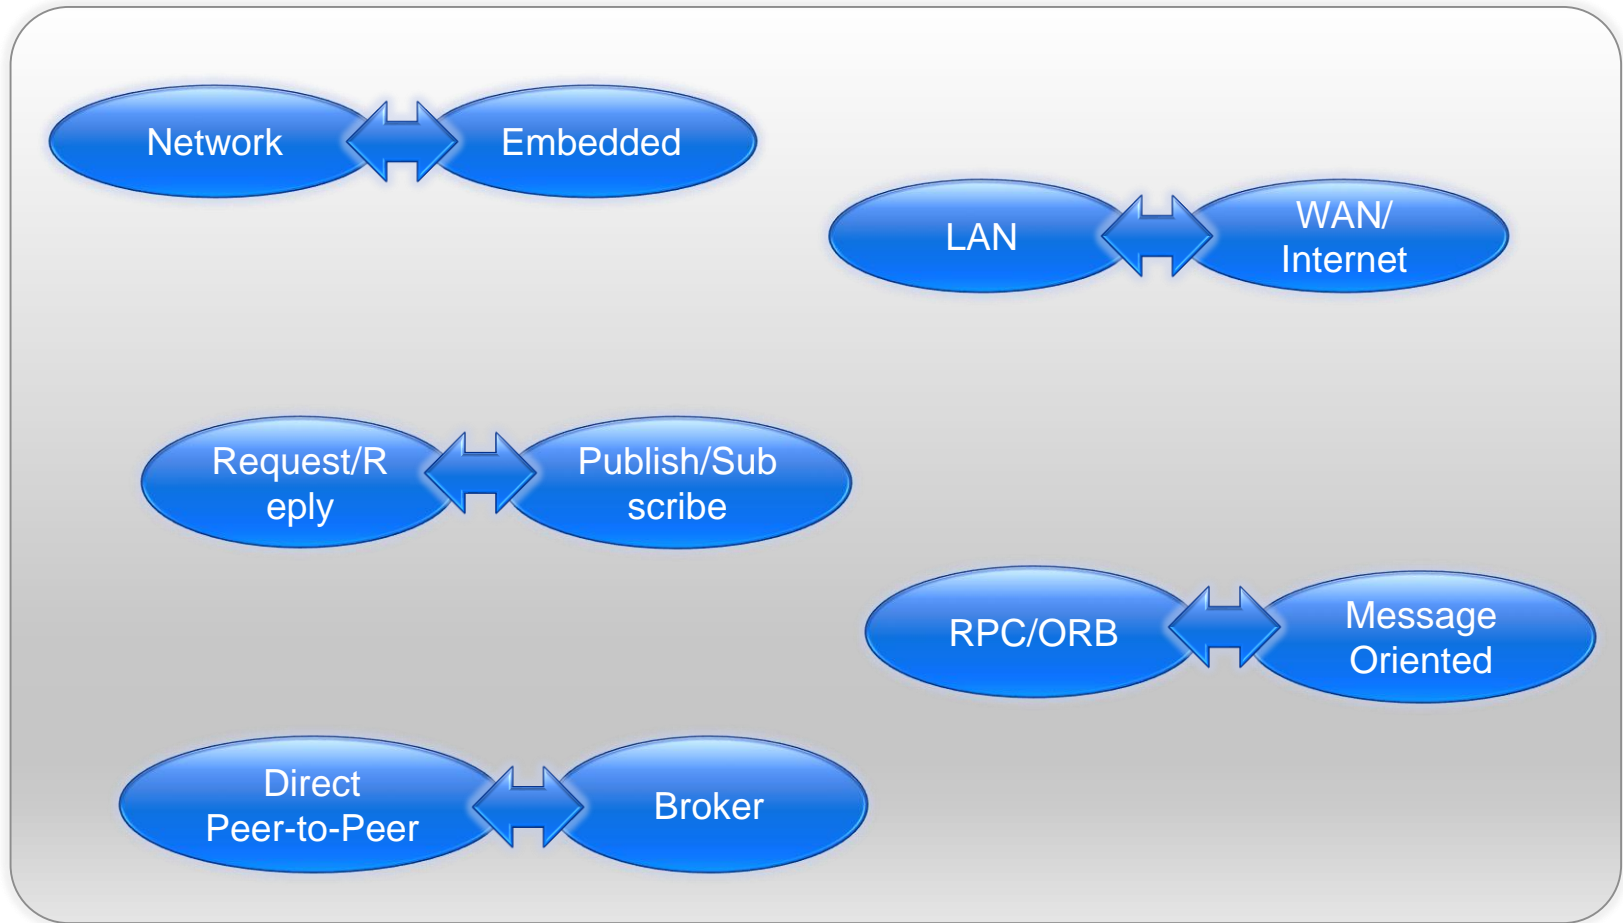 Network
Embedded
LAN
WAN/
Internet
Request/R
eply
Publish/Sub
scribe
RPC/ORB
Message
Oriented
Direct
Peer-to-Peer
Broker